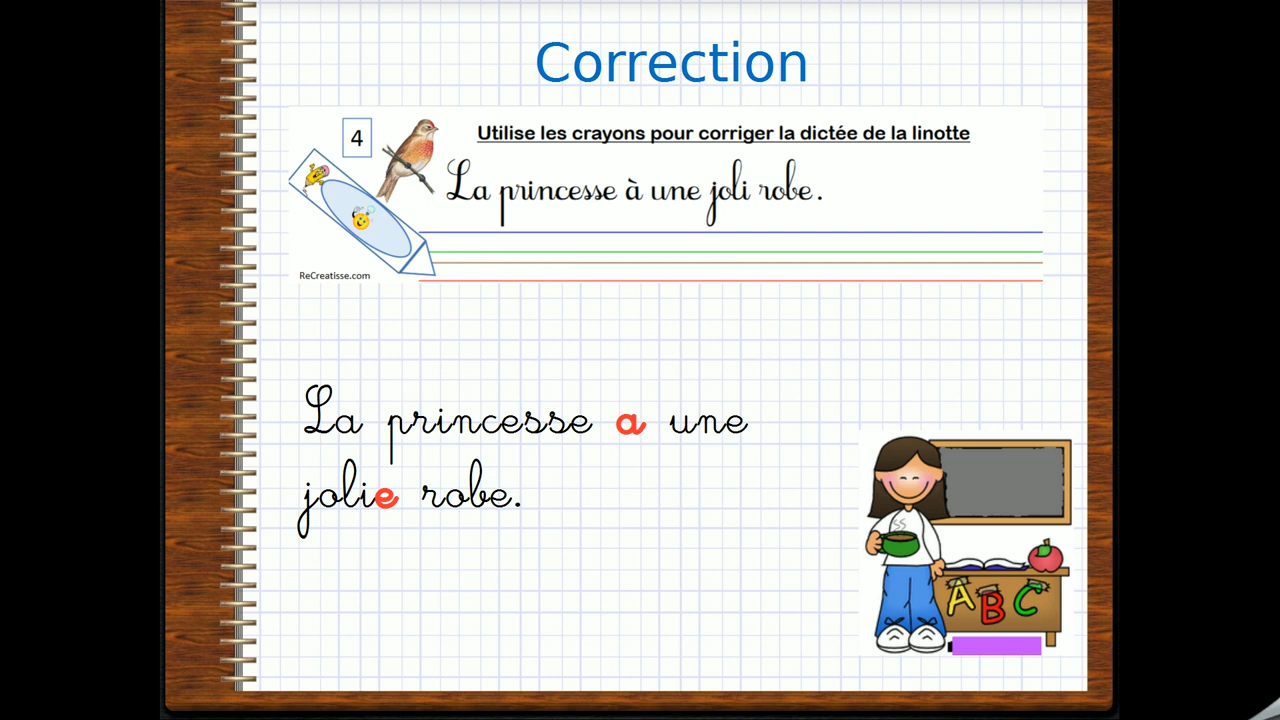 Correction
4
Utilise les crayons pour corriger la dictée de la linotte
La princesse à une joli robe.
ReCreatisse.com
La princesse a une
jolie robe.
A B C